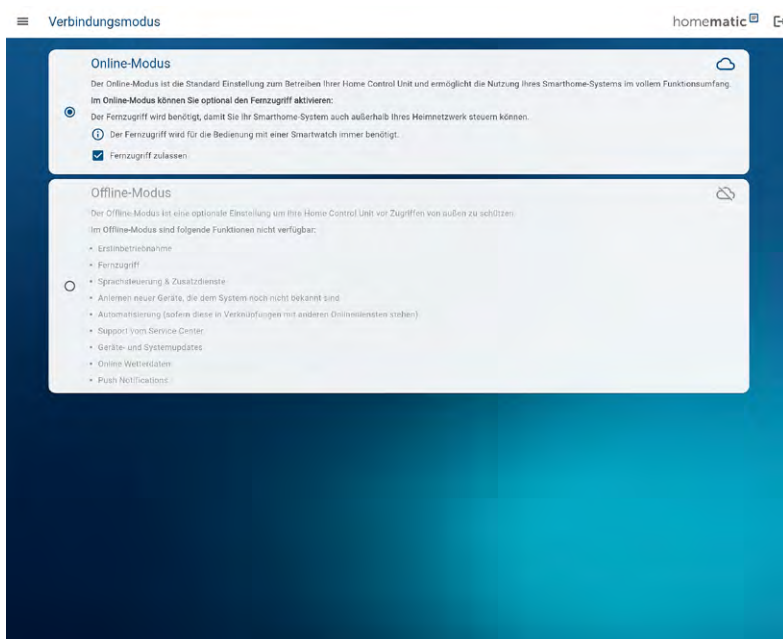 Verbindungsmodus
homematic IP
Online-Modus
Der Online-Modus ist die Standard Einstellung zum Betreiben Ihrer Home Control Unit und ermöglicht die Nutzung Ihres Smarthome-Systems im vollem Funktionsumfang.
Im Online-Modus können Sie optional den Fernzugriff aktivieren:
Der Fernzugriff wird benötigt, damit Sie Ihr Smarthome-System auch außerhalb Ihres Heimnetzwerk steuern können.
Der Fernzugriff wird für die Bedienung mit einer Smartwatch immer benötigt.
Fernzugriff zulassen
Offline-Modus
Der Offline-Modus ist eine optionale Einstellung um Ihre Home Control Unit vor Zugriffen von außen zu schützen.
Im Offline-Modus sind folgende Funktionen nicht verfügbar:
• Erstinbetriebnahme
• Fernzugriff
• Sprachsteuerung & Zusatzdienste
• Anlernen neuer Geräte, die dem System noch nicht bekannt sind
• Automatisierung (sofern diese in Verknüpfungen mit anderen Onlinediensten stehen)
• Support vom Service Center
• Geräte- und Systemupdates
• Online Wetterdaten
• Push Notifications